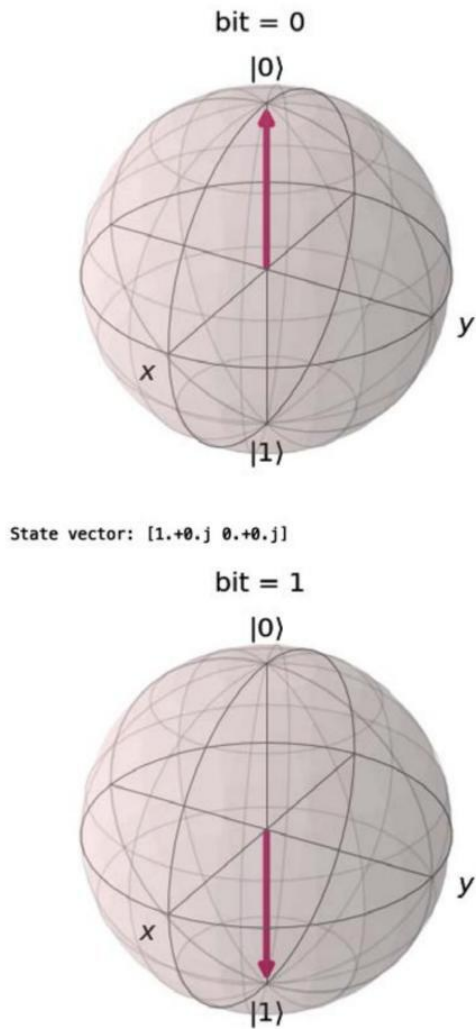 bit = 0
|0⟩
y
x
|1⟩
State vector: [1.+0.j 0.+0.j]
bit = 1
|0⟩
y
x
|1⟩